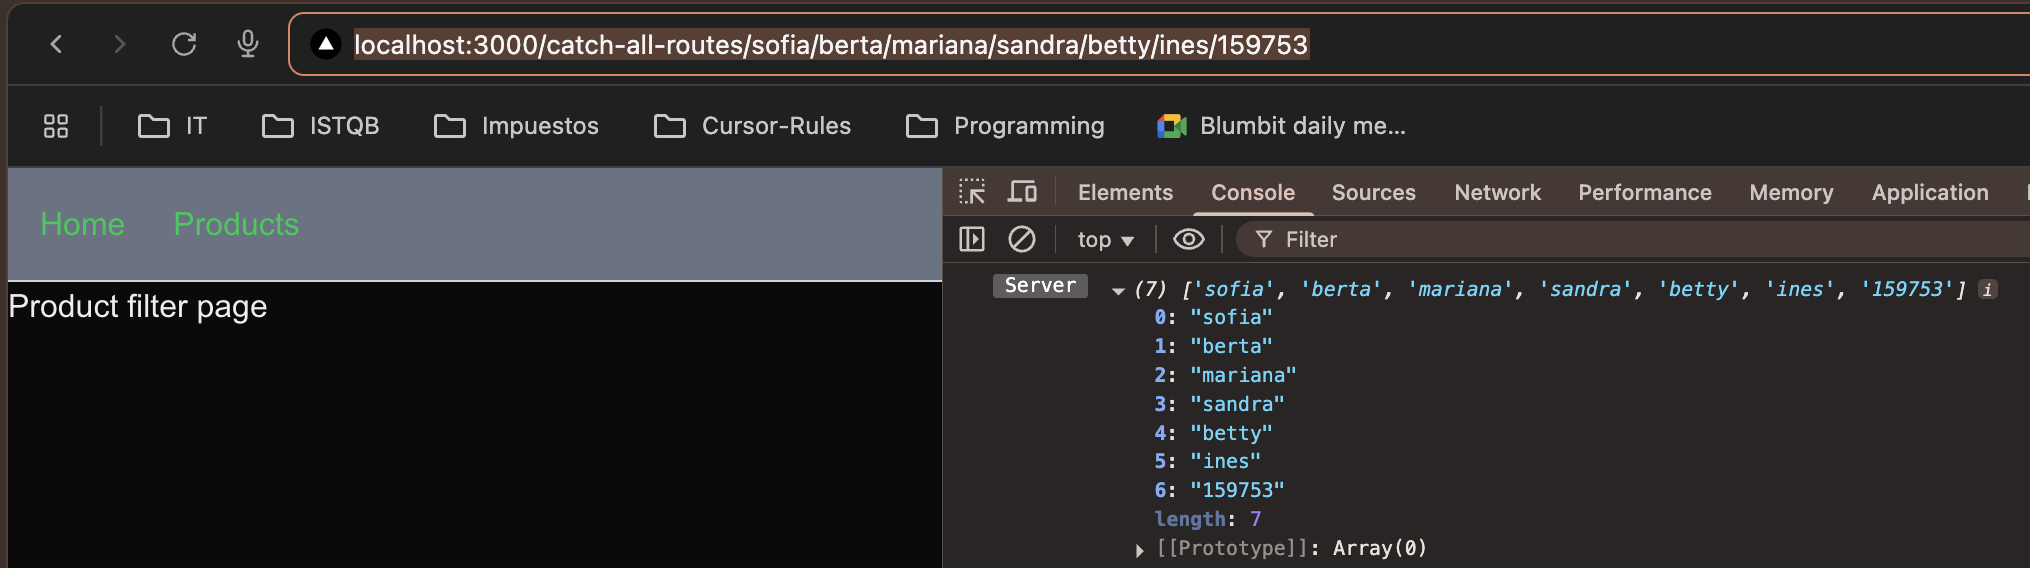 localhost:3000/catch-all-routes/sofia/berta/mariana/sandra/betty/ines/159753
IT ISTQB Impuestos Cursor-Rules Programming Blumbit daily me...
Home Products
Product filter page
Elements Console Sources Network Performance Memory Application
top Filter
Server (7) ['sofia', 'berta', 'mariana', 'sandra', 'betty', 'ines', '159753'] i
0: "sofia"
1: "berta"
2: "mariana"
3: "sandra"
4: "betty"
5: "ines"
6: "159753"
length: 7
[[Prototype]]: Array(0)